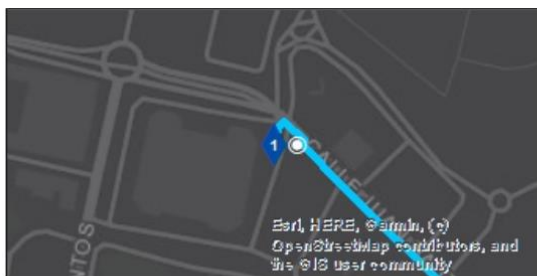 1
CALLE
NTOS
Esri, HERE, Garmin, (c)
OpenStreetMap contributors, and
the GIS user community